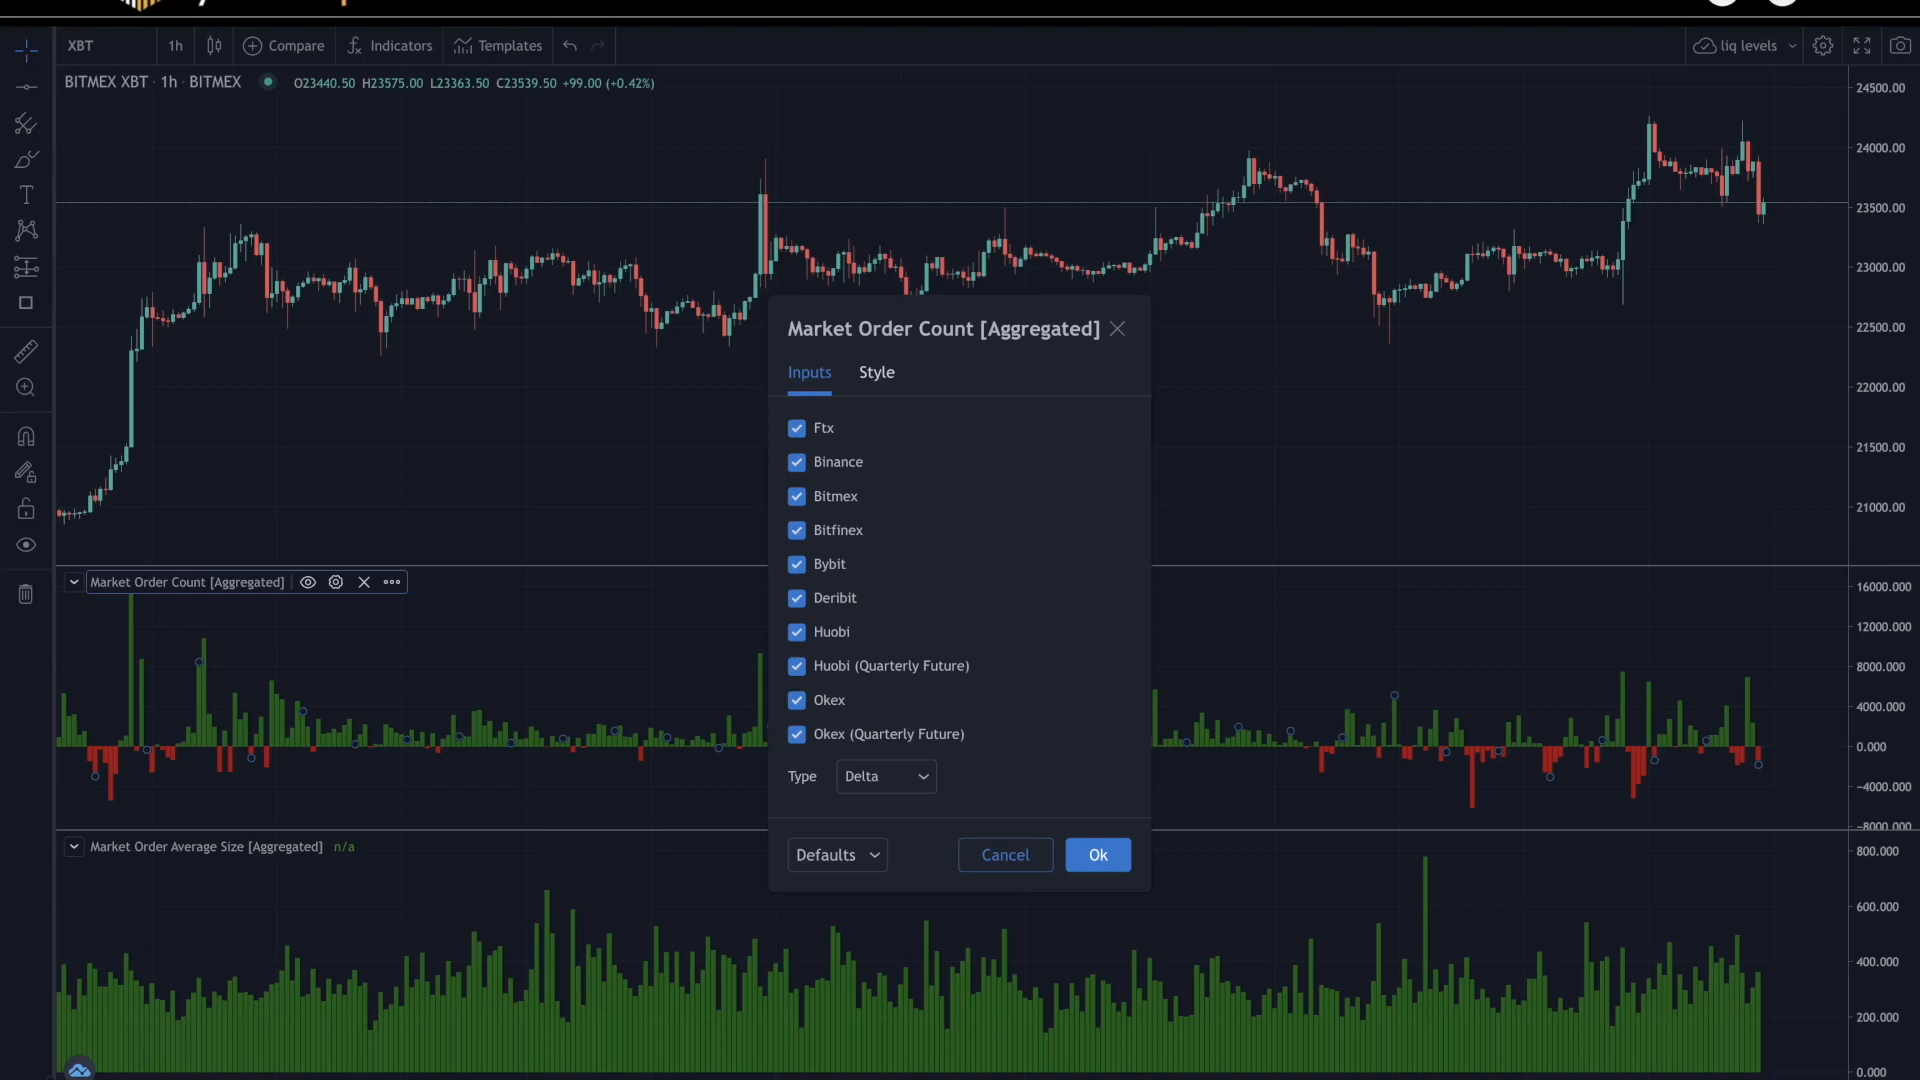 XBT 1h Compare Indicators Templates liq levels
BITMEX XBT · 1h · BITMEX O23440.50 H23575.00 L23363.50 C23539.50 +99.00 (+0.42%)
24500.00
24000.00
23500.00
23000.00
22500.00
22000.00
21500.00
21000.00
Market Order Count [Aggregated]
Inputs Style
Ftx
Binance
Bitmex
Bitfinex
Bybit
Deribit
Huobi
Huobi (Quarterly Future)
Okex
Okex (Quarterly Future)
Type Delta
Defaults Cancel Ok
Market Order Count [Aggregated]
16000.000
12000.000
8000.000
4000.000
0.000
−4000.000
−8000.000
Market Order Average Size [Aggregated] n/a
800.000
600.000
400.000
200.000
0.000